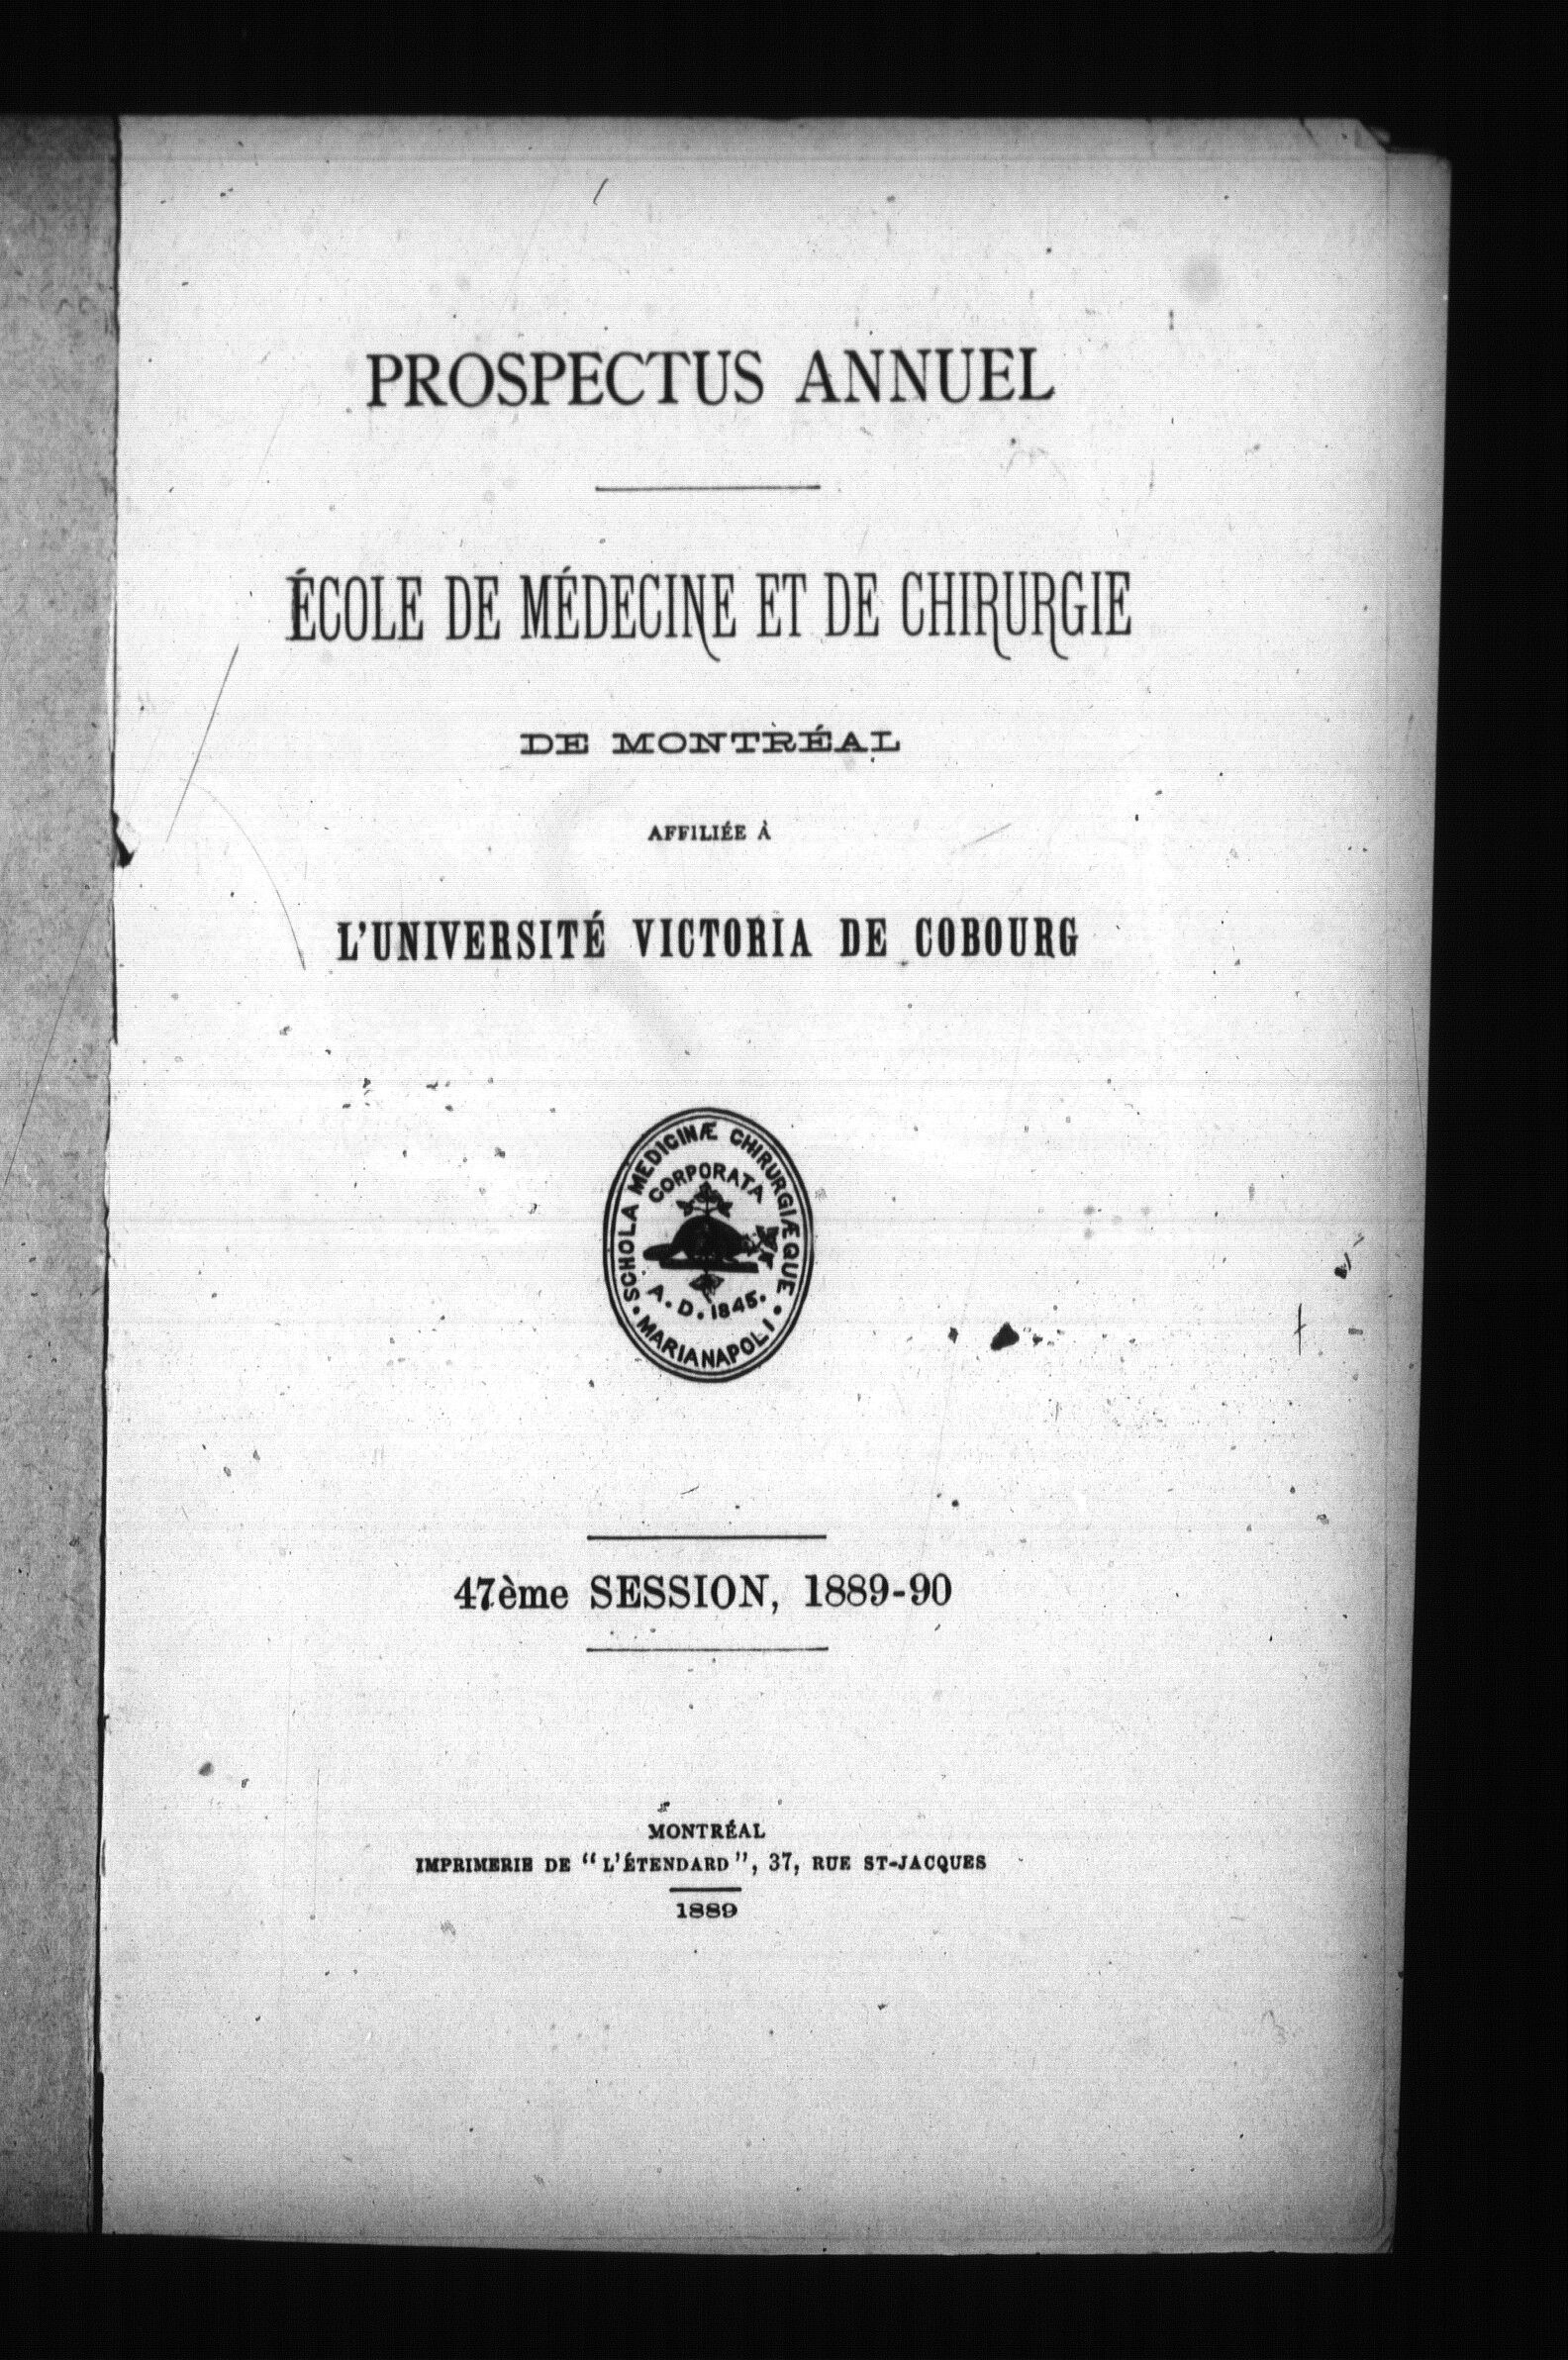 PROSPECTUS ANNUEL
ÉCOLE DE MÉDECINE ET DE CHIRURGIE
DE MONTRÉAL
AFFILIÉE À
L'UNIVERSITÉ VICTORIA DE COBOURG
SCHOLA MEDICINÆ CHIRURGIÆQUE
CORPORATA
A. D. 1845.
MARIANAPOLI
47ème SESSION, 1889-90
MONTRÉAL
IMPRIMERIE DE “L'ÉTENDARD”, 37, RUE ST-JACQUES
1889